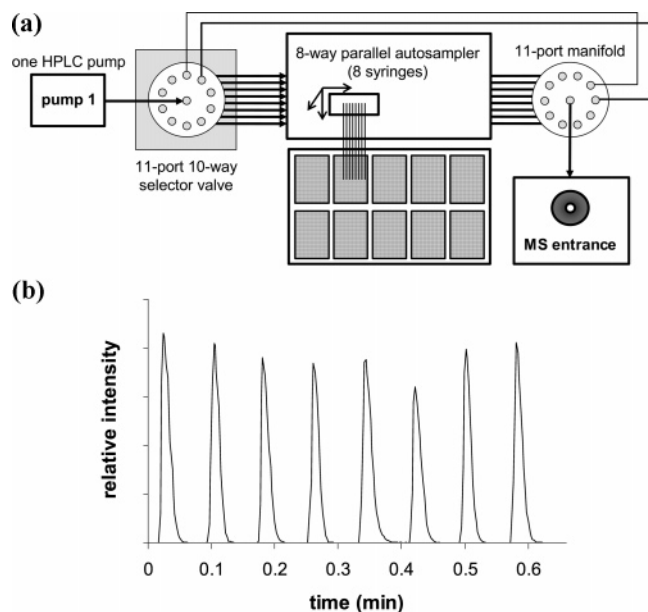 (a)
one HPLC pump
pump 1
11-port 10-way
selector valve
8-way parallel autosampler
(8 syringes)
11-port manifold
MS entrance
(b)
relative intensity
0 0.1 0.2 0.3 0.4 0.5 0.6
time (min)